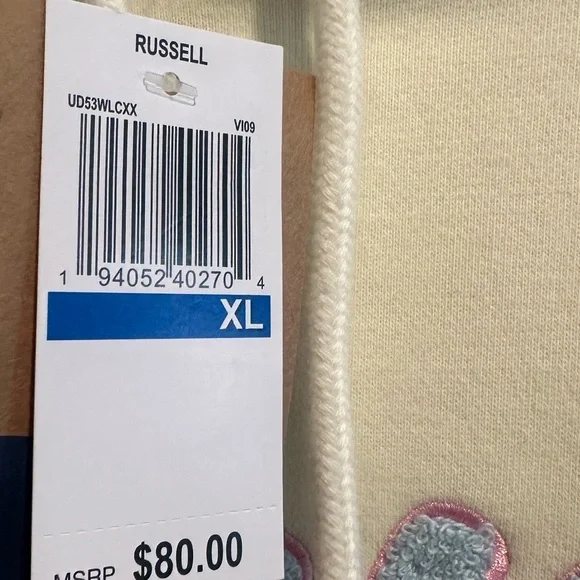 RUSSELL
UD53WLCXX
VI09
1 94052 40270 4
XL
MSRP $80.00